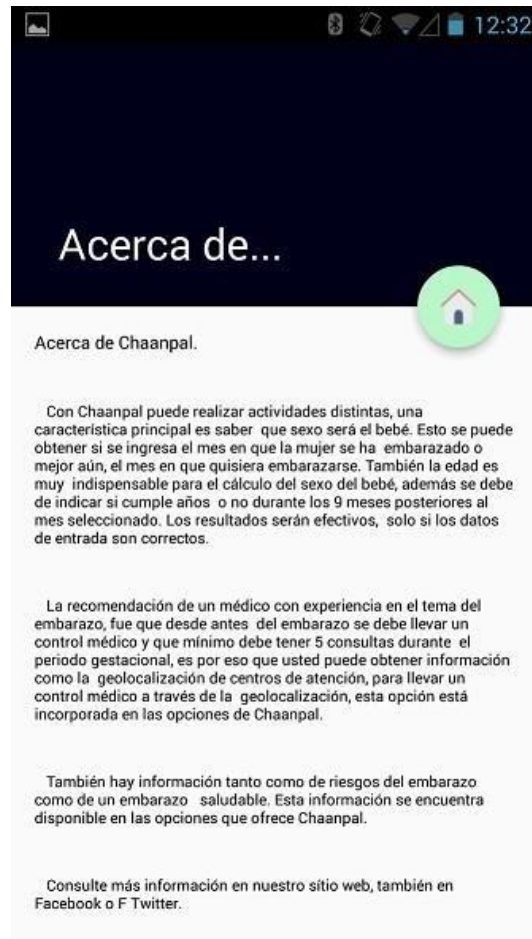 12:32
Acerca de...
Acerca de Chaanpal.
Con Chaanpal puede realizar actividades distintas, una
característica principal es saber que sexo será el bebé. Esto se puede
obtener si se ingresa el mes en que la mujer se ha embarazado o
mejor aún, el mes en que quisiera embarazarse. También la edad es
muy indispensable para el cálculo del sexo del bebé, además se debe
de indicar si cumple años o no durante los 9 meses posteriores al
mes seleccionado. Los resultados serán efectivos, solo si los datos
de entrada son correctos.
La recomendación de un médico con experiencia en el tema del
embarazo, fue que desde antes del embarazo se debe llevar un
control médico y que mínimo debe tener 5 consultas durante el
periodo gestacional, es por eso que usted puede obtener información
como la geolocalización de centros de atención, para llevar un
control médico a través de la geolocalización, esta opción está
incorporada en las opciones de Chaanpal.
También hay información tanto como de riesgos del embarazo
como de un embarazo saludable. Esta información se encuentra
disponible en las opciones que ofrece Chaanpal.
Consulte más información en nuestro sítio web, también en
Facebook o F Twitter.